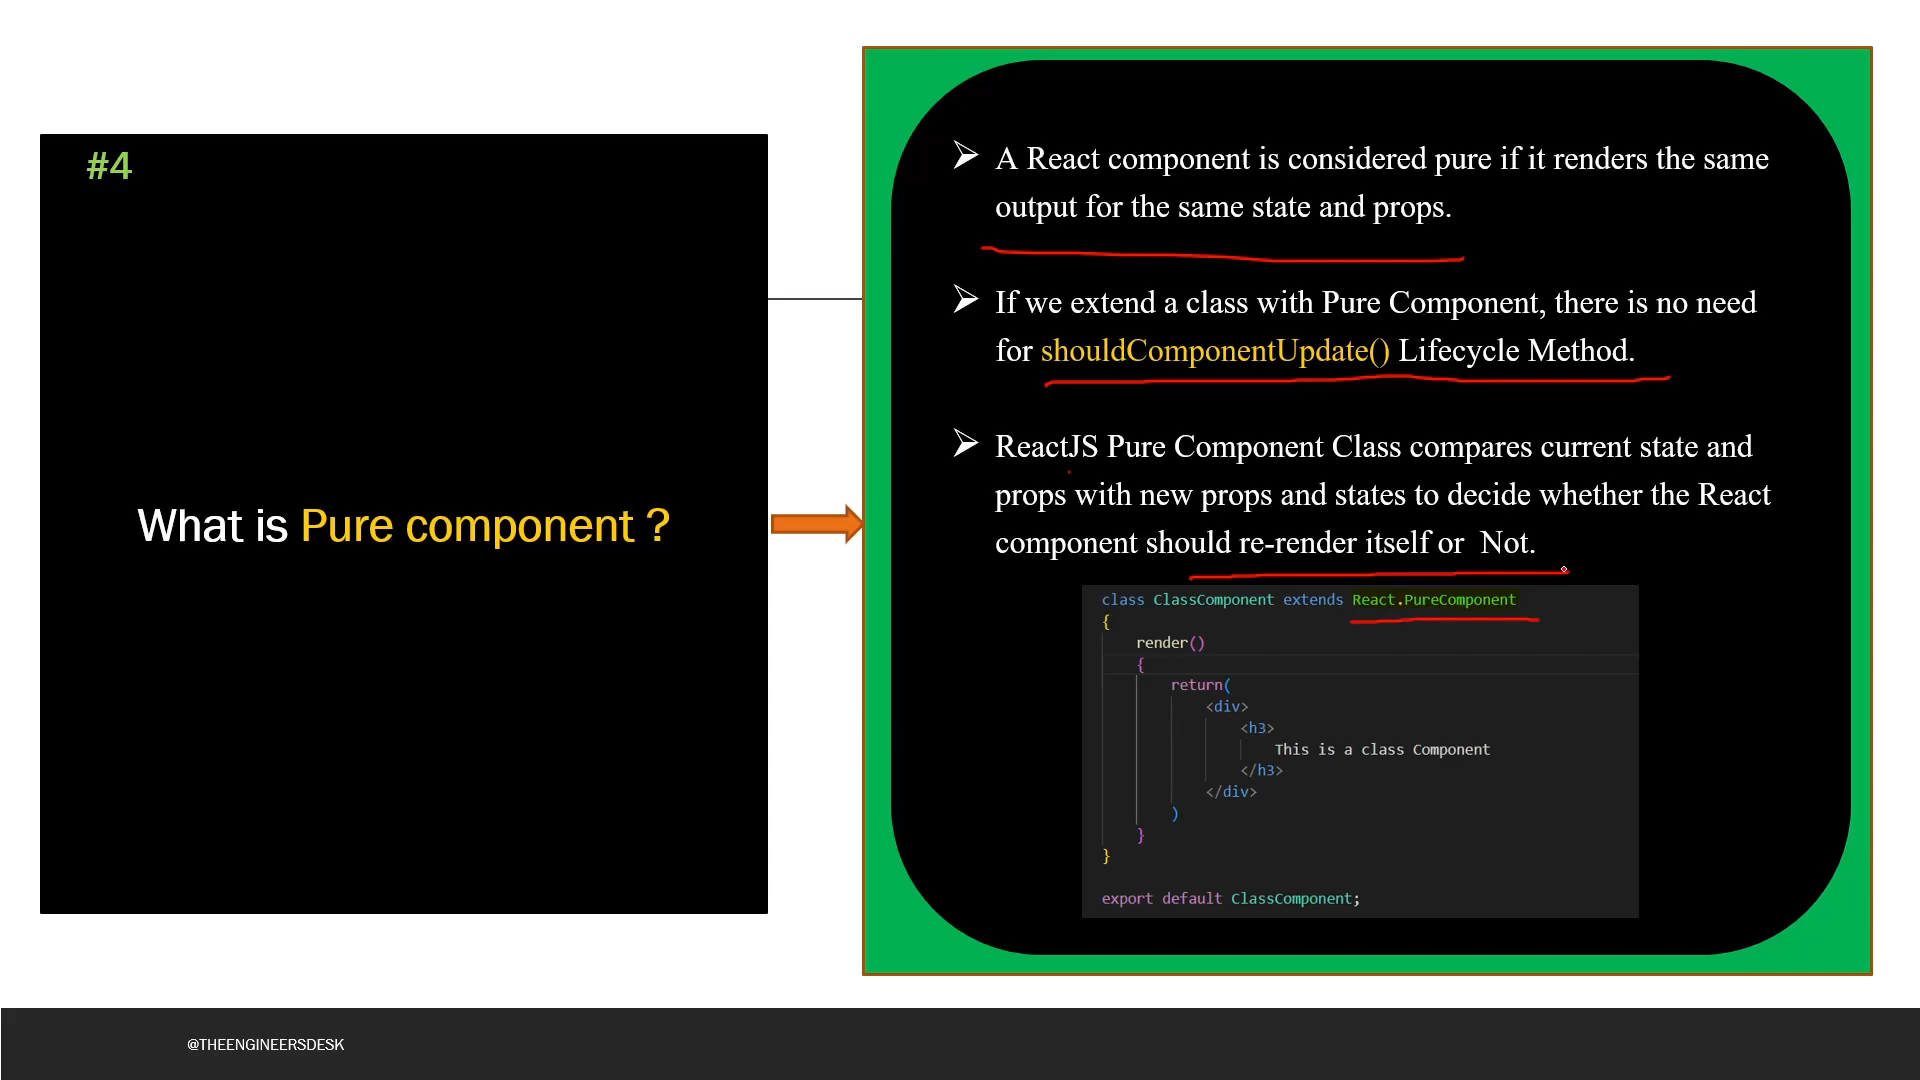 #4
What is Pure component ?
A React component is considered pure if it renders the same
output for the same state and props.
If we extend a class with Pure Component, there is no need
for shouldComponentUpdate() Lifecycle Method.
ReactJS Pure Component Class compares current state and
props with new props and states to decide whether the React
component should re-render itself or  Not.
class ClassComponent extends React.PureComponent
{
render()
{
return(
<div>
<h3>
This is a class Component
</h3>
</div>
)
}
}
export default ClassComponent;
@THEENGINEERSDESK